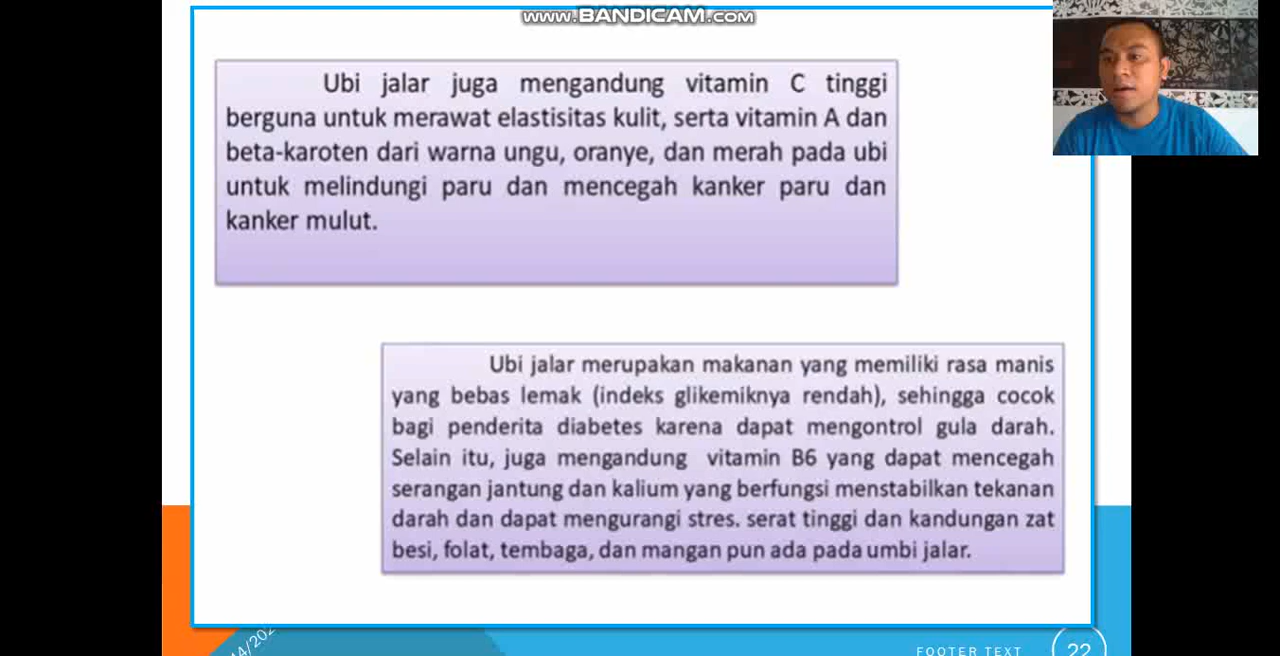 www.BANDICAM.com
Ubi jalar juga mengandung vitamin C tinggi
berguna untuk merawat elastisitas kulit, serta vitamin A dan
beta-karoten dari warna ungu, oranye, dan merah pada ubi
untuk melindungi paru dan mencegah kanker paru dan
kanker mulut.
Ubi jalar merupakan makanan yang memiliki rasa manis
yang bebas lemak (indeks glikemiknya rendah), sehingga cocok
bagi penderita diabetes karena dapat mengontrol gula darah.
Selain itu, juga mengandung vitamin B6 yang dapat mencegah
serangan jantung dan kalium yang berfungsi menstabilkan tekanan
darah dan dapat mengurangi stres. serat tinggi dan kandungan zat
besi, folat, tembaga, dan mangan pun ada pada umbi jalar.
FOOTER TEXT
22